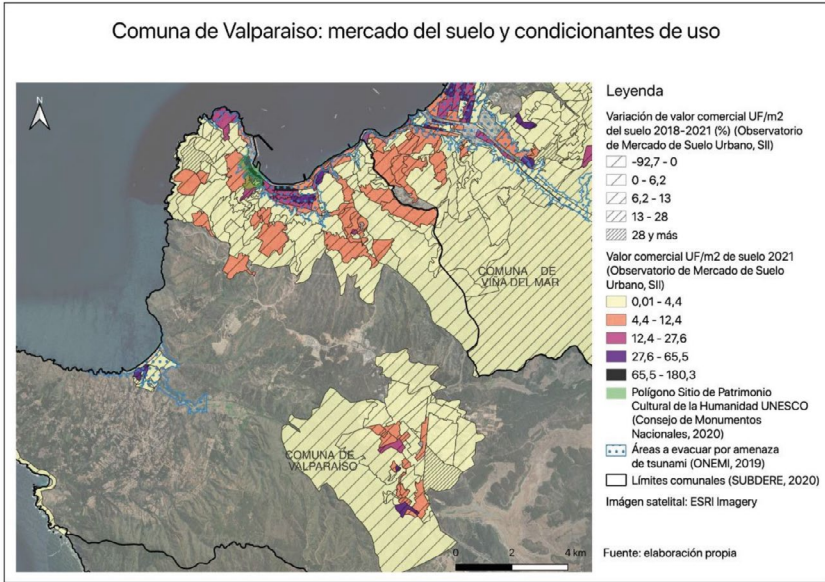 Comuna de Valparaiso: mercado del suelo y condicionantes de uso
N
COMUNA DE
VIÑA DEL MAR
COMUNA DE
VALPARAÍSO
0 2 4 km
Leyenda
Variación de valor comercial UF/m2
del suelo 2018-2021 (%) (Observatorio
de Mercado de Suelo Urbano, SII)
-92,7 - 0
0 - 6,2
6,2 - 13
13 - 28
28 y más
Valor comercial UF/m2 de suelo 2021
(Observatorio de Mercado de Suelo
Urbano, SII)
0,01 - 4,4
4,4 - 12,4
12,4 - 27,6
27,6 - 65,5
65,5 - 180,3
Polígono Sitio de Patrimonio
Cultural de la Humanidad UNESCO
(Consejo de Monumentos
Nacionales, 2020)
Áreas a evacuar por amenaza
de tsunami (ONEMI, 2019)
Límites comunales (SUBDERE, 2020)
Imágen satelital: ESRI Imagery
Fuente: elaboración propia